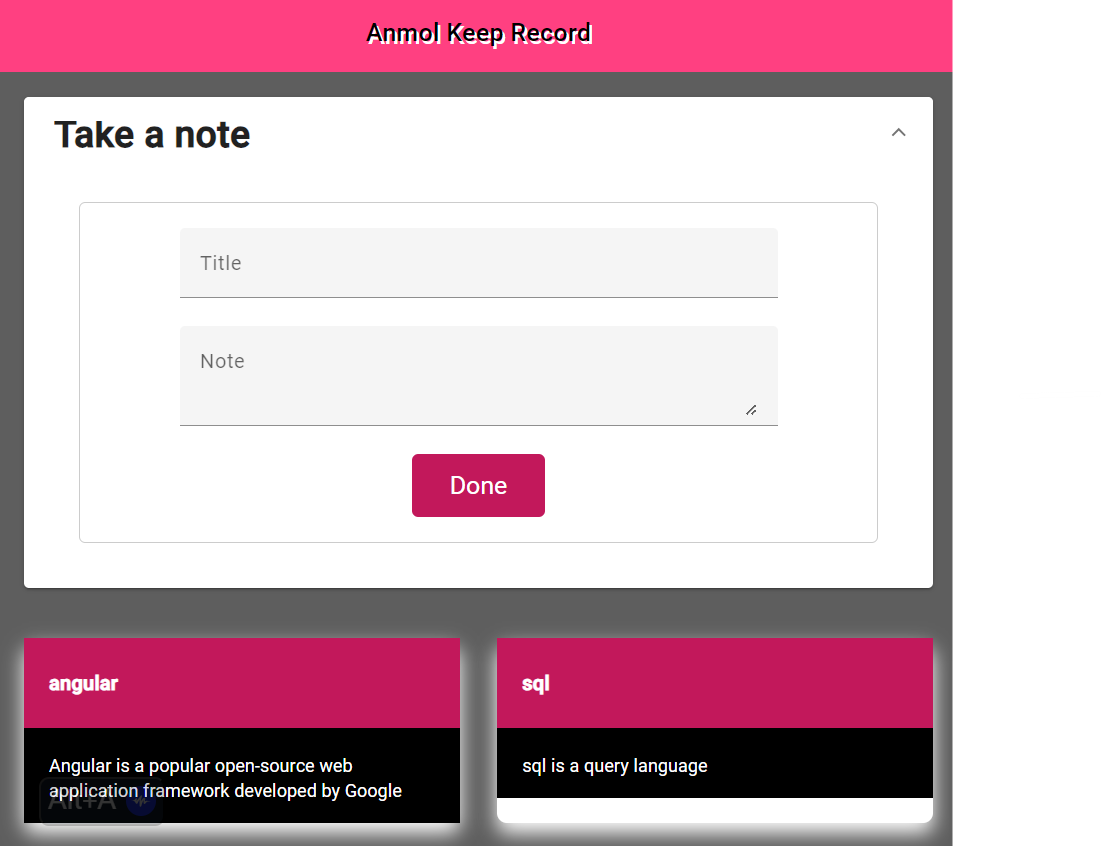 Anmol Keep Record
Take a note
Title
Note
Done
angular
sql
Angular is a popular open-source web
application framework developed by Google
sql is a query language
Alt+A